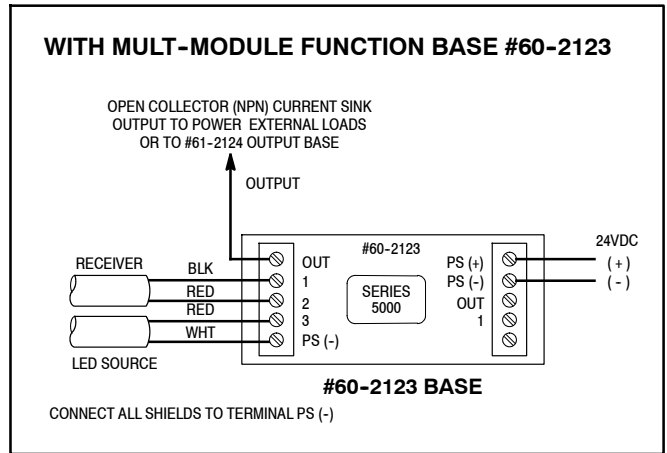 WITH MULT-MODULE FUNCTION BASE #60-2123
OPEN COLLECTOR (NPN) CURRENT SINK
OUTPUT TO POWER EXTERNAL LOADS
OR TO #61-2124 OUTPUT BASE
OUTPUT
#60-2123
24VDC
RECEIVER
BLK
OUT
PS (+)
( + )
1
PS (-)
( - )
RED
2
SERIES
5000
OUT
RED
3
1
WHT
PS (-)
LED SOURCE
#60-2123 BASE
CONNECT ALL SHIELDS TO TERMINAL PS (-)